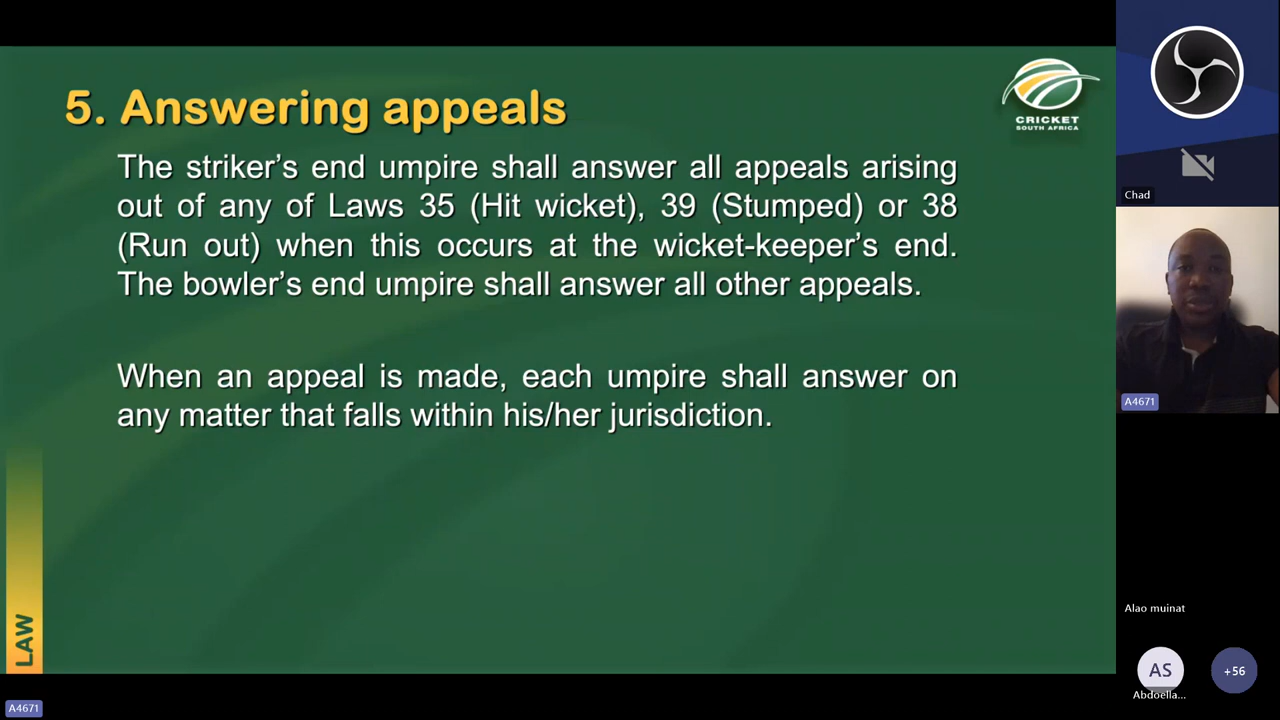 5. Answering appeals
CRICKET
SOUTH AFRICA
The striker's end umpire shall answer all appeals arising
out of any of Laws 35 (Hit wicket), 39 (Stumped) or 38
(Run out) when this occurs at the wicket-keeper's end.
The bowler's end umpire shall answer all other appeals.
When an appeal is made, each umpire shall answer on
any matter that falls within his/her jurisdiction.
LAW
A4671
Chad
A4671
Alao muinat
AS
+56
Abdoella...